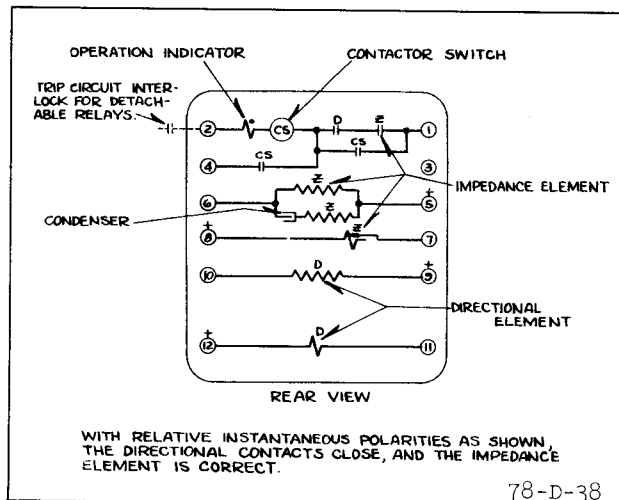 OPERATION INDICATOR
CONTACTOR SWITCH
TRIP CIRCUIT INTER-
LOCK FOR DETACH-
ABLE RELAYS.
2
CS
D
Z
1
CS
4
CS
3
Z
IMPEDANCE ELEMENT
6
+
5
CONDENSER
Z
+
8
Z
7
D
+
10
9
DIRECTIONAL
ELEMENT
+
12
D
11
REAR VIEW
WITH RELATIVE INSTANTANEOUS POLARITIES AS SHOWN,
THE DIRECTIONAL CONTACTS CLOSE, AND THE IMPEDANCE
ELEMENT IS CORRECT.
78-D-38